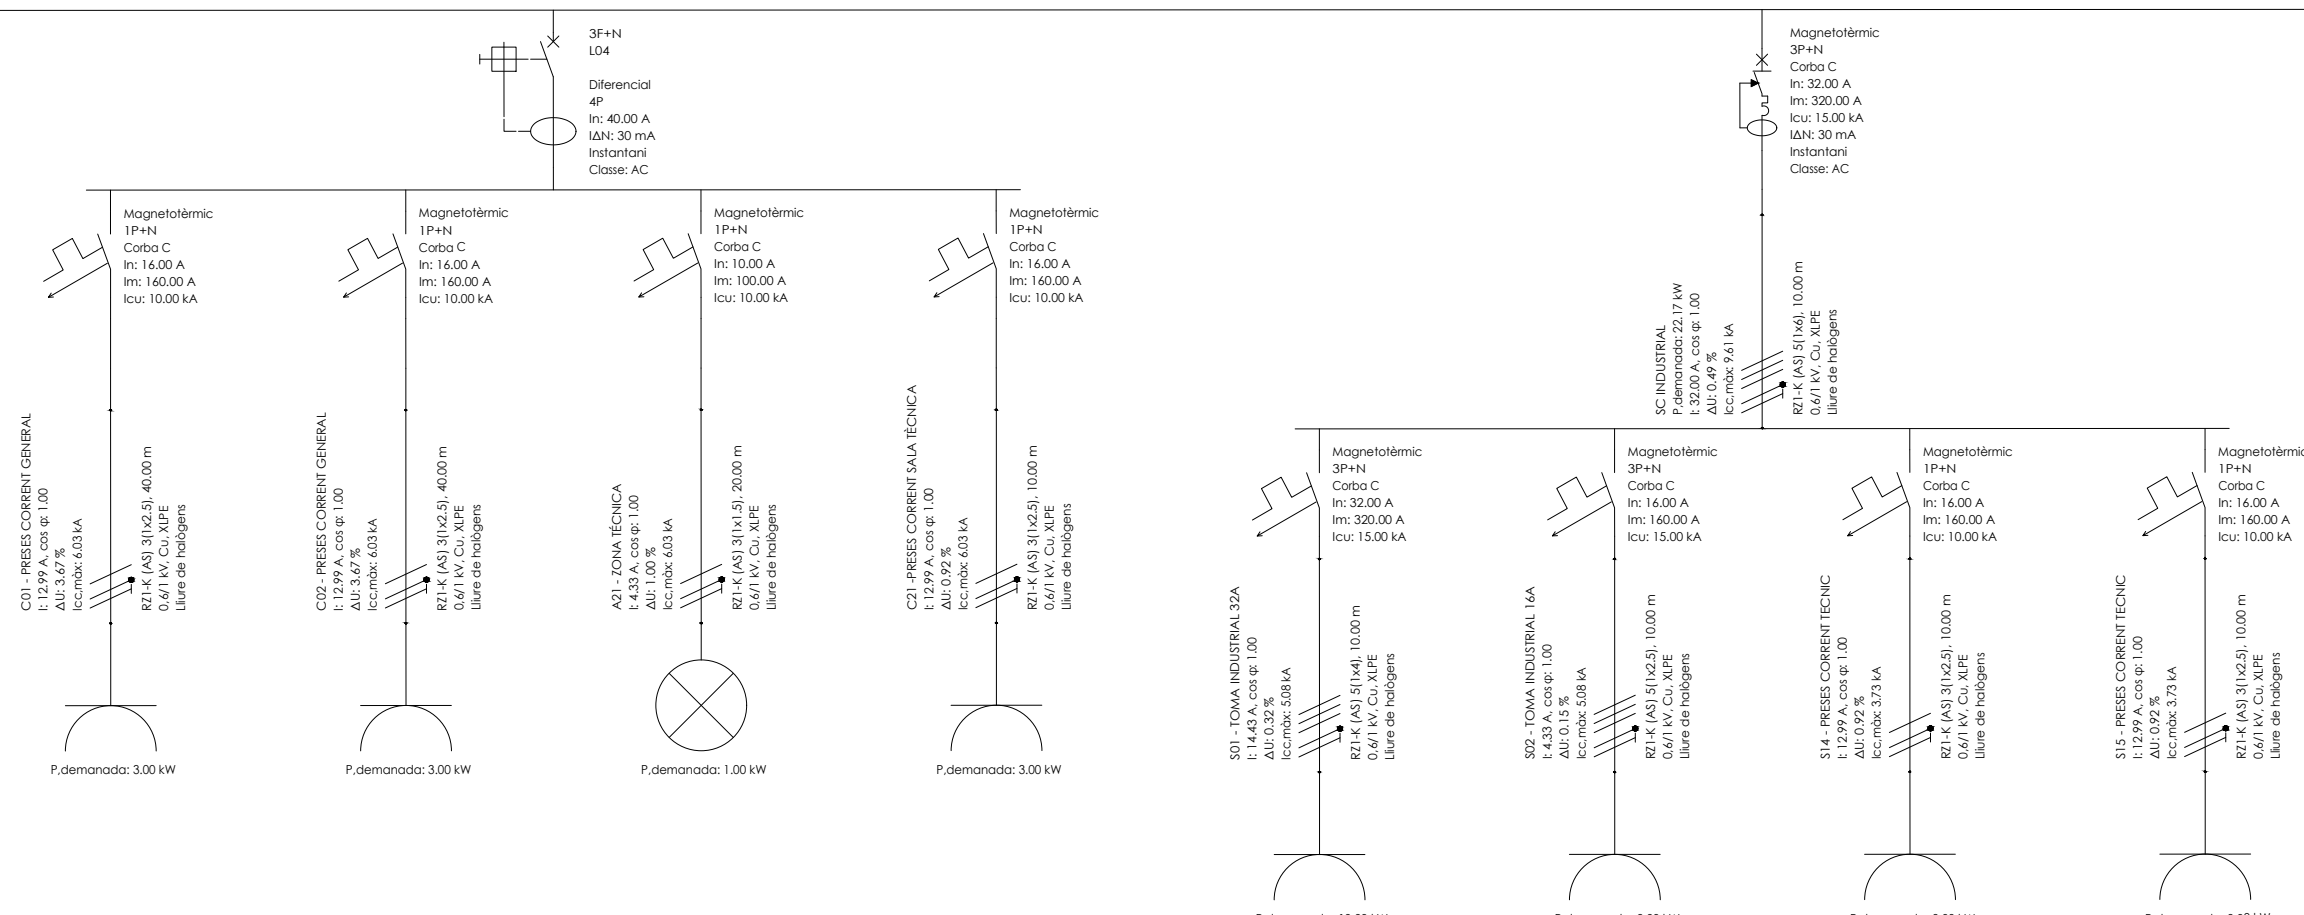 3F+N
L04
Diferencial
4P
In: 40.00 A
IΔN: 30 mA
Instantani
Classe: AC
Magnetotèrmic
3P+N
Corba C
In: 32.00 A
Im: 320.00 A
Icu: 15.00 kA
IΔN: 30 mA
Instantani
Classe: AC
Magnetotèrmic
1P+N
Corba C
In: 16.00 A
Im: 160.00 A
Icu: 10.00 kA
Magnetotèrmic
1P+N
Corba C
In: 16.00 A
Im: 160.00 A
Icu: 10.00 kA
Magnetotèrmic
1P+N
Corba C
In: 10.00 A
Im: 100.00 A
Icu: 10.00 kA
Magnetotèrmic
1P+N
Corba C
In: 16.00 A
Im: 160.00 A
Icu: 10.00 kA
SC INDUSTRIAL
P,demanada: 22.17 kW
I: 32.00 A, cos φ: 1.00
ΔU: 0.49 %
Icc,màx: 9.61 kA
RZ1-K (AS) 5(1x6), 10.00 m
0,6/1 kV, Cu, XLPE
Lliure de halògens
C01 - PRESES CORRENT GENERAL
I: 12.99 A, cos φ: 1.00
ΔU: 3.67 %
Icc,màx: 6.03 kA
RZ1-K (AS) 3(1x2.5), 40.00 m
0,6/1 kV, Cu, XLPE
Lliure de halògens
P,demanada: 3.00 kW
C02 - PRESES CORRENT GENERAL
I: 12.99 A, cos φ: 1.00
ΔU: 3.67 %
Icc,màx: 6.03 kA
RZ1-K (AS) 3(1x2.5), 40.00 m
0,6/1 kV, Cu, XLPE
Lliure de halògens
P,demanada: 3.00 kW
A21 - ZONA TÉCNICA
I: 4.33 A, cos φ: 1.00
ΔU: 1.00 %
Icc,màx: 6.03 kA
RZ1-K (AS) 3(1x1.5), 20.00 m
0,6/1 kV, Cu, XLPE
Lliure de halògens
P,demanada: 1.00 kW
C21 -PRESES CORRENT SALA TÈCNICA
I: 12.99 A, cos φ: 1.00
ΔU: 0.92 %
Icc,màx: 6.03 kA
RZ1-K (AS) 3(1x2.5), 10.00 m
0,6/1 kV, Cu, XLPE
Lliure de halògens
P,demanada: 3.00 kW
Magnetotèrmic
3P+N
Corba C
In: 32.00 A
Im: 320.00 A
Icu: 15.00 kA
S01 - TOMA INDUSTRIAL 32A
I: 14.43 A, cos φ: 1.00
ΔU: 0.32 %
Icc,màx: 5.08 kA
RZ1-K (AS) 5(1x4), 10.00 m
0,6/1 kV, Cu, XLPE
Lliure de halògens
Magnetotèrmic
3P+N
Corba C
In: 16.00 A
Im: 160.00 A
Icu: 15.00 kA
S02 - TOMA INDUSTRIAL 16A
I: 4.33 A, cos φ: 1.00
ΔU: 0.15 %
Icc,màx: 5.08 kA
RZ1-K (AS) 5(1x2.5), 10.00 m
0,6/1 kV, Cu, XLPE
Lliure de halògens
Magnetotèrmic
1P+N
Corba C
In: 16.00 A
Im: 160.00 A
Icu: 10.00 kA
S14 - PRESES CORRENT TECNIC
I: 12.99 A, cos φ: 1.00
ΔU: 0.92 %
Icc,màx: 3.73 kA
RZ1-K (AS) 3(1x2.5), 10.00 m
0,6/1 kV, Cu, XLPE
Lliure de halògens
Magnetotèrmic
1P+N
Corba C
In: 16.00 A
Im: 160.00 A
Icu: 10.00 kA
S15 - PRESES CORRENT TECNIC
I: 12.99 A, cos φ: 1.00
ΔU: 0.92 %
Icc,màx: 3.73 kA
RZ1-K (AS) 3(1x2.5), 10.00 m
0,6/1 kV, Cu, XLPE
Lliure de halògens